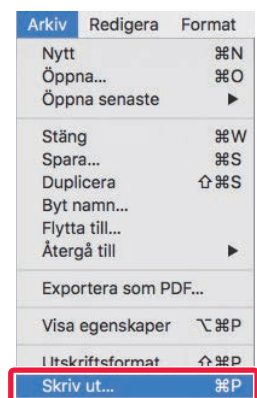 Arkiv Redigera Format
Nytt ⌘N
Öppna... ⌘O
Öppna senaste ▶
Stäng ⌘W
Spara... ⌘S
Duplicera ⇧⌘S
Byt namn...
Flytta till...
Återgå till ▶
Exportera som PDF...
Visa egenskaper ⌥⌘P
Utskriftsformat ⇧⌘P
Skriv ut... ⌘P